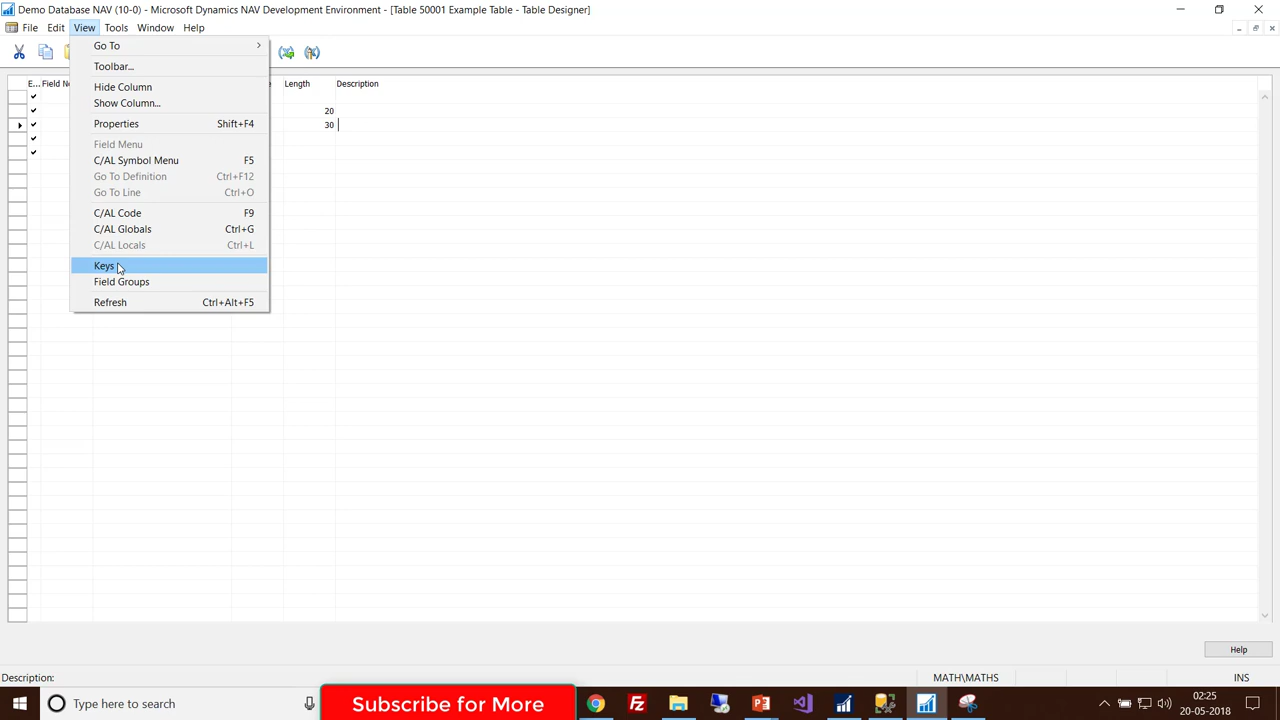 Demo Database NAV (10-0) - Microsoft Dynamics NAV Development Environment - [Table 50001 Example Table - Table Designer]
File Edit View Tools Window Help
Go To
Toolbar...
E... Field N Length Description
Hide Column
Show Column...
20
Properties Shift+F4
30
Field Menu
C/AL Symbol Menu F5
Go To Definition Ctrl+F12
Go To Line Ctrl+O
C/AL Code F9
C/AL Globals Ctrl+G
C/AL Locals Ctrl+L
Keys
Field Groups
Refresh Ctrl+Alt+F5
Help
Description: MATH\MATHS INS
Type here to search
Subscribe for More
02:25
20-05-2018